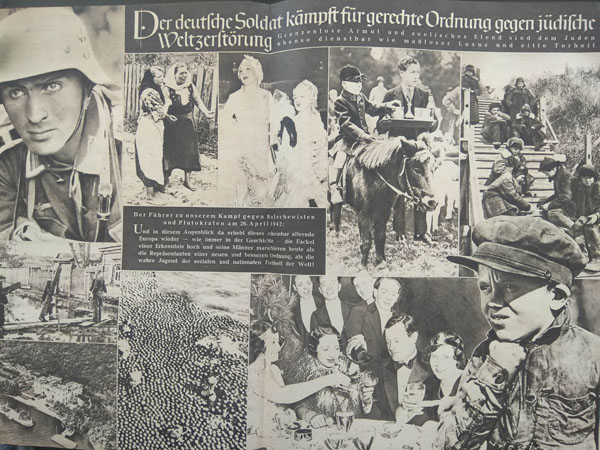 Der deutsche Soldat kämpft für gerechte Ordnung gegen jüdische
Weltzerstörung
Grenzenlose Armut und seelisches Elend sind dem Juden
ebenso dienstbar wie maßloser Luxus und eitle Torheit
Der Führer zu unserem Kampf gegen Bolschewisten
und Plutokraten am 26. April 1942:
Und in diesem Augenblick da erhebt dieses scheinbar alternde
Europa wieder — wie immer in der Geschichte — die Fackel
einer Erkenntnis hoch und seine Männer marschieren heute als
die Repräsentanten einer neuen und besseren Ordnung, als die
wahre Jugend der sozialen und nationalen Freiheit der Welt!